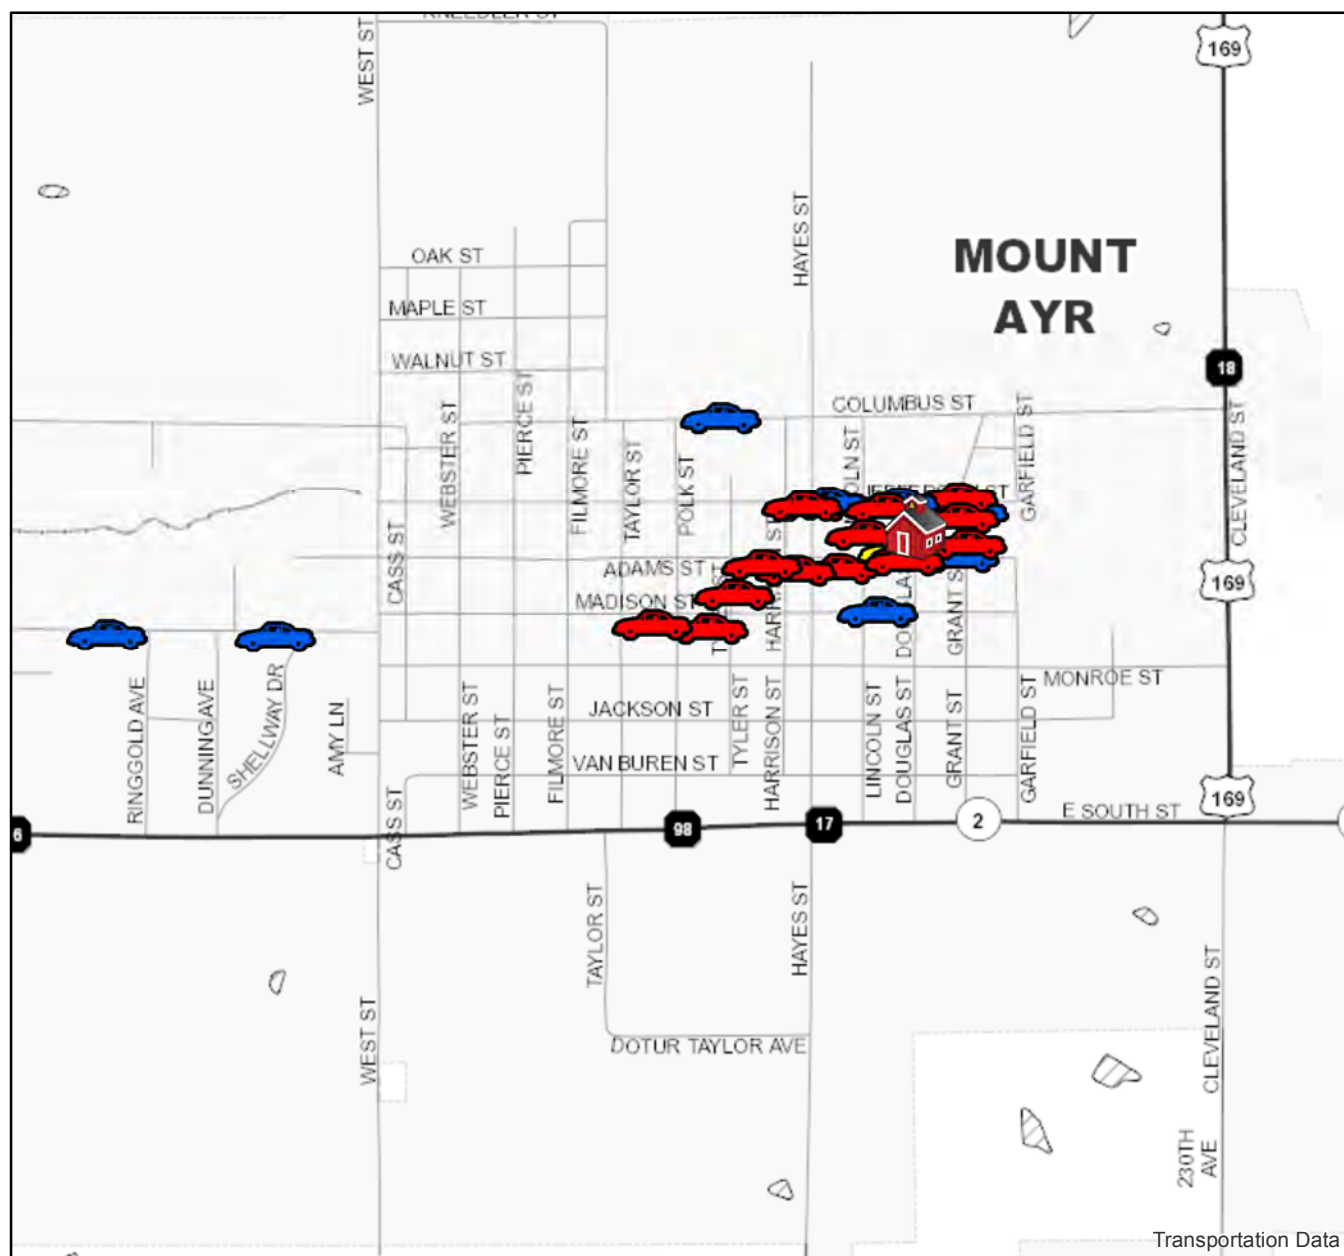 KNEEDLER ST
WEST ST
169
HAYES ST
OAK ST
MOUNT
AYR
MAPLE ST
WALNUT ST
18
PIERCE ST
COLUMBUS ST
WEBSTER ST
FILMORE ST
TAYLOR ST
POLK ST
GARFIELD ST
CLEVELAND ST
CASS ST
ADAMS ST
169
MADISON ST
GRANT S
MONROE ST
RINGGOLD AVE
DUNNING AVE
SHELLWAY DR
AMY LN
WEBSTER ST
PIERCE ST
FILMORE ST
JACKSON ST
TYLER ST
HARRISON ST
LINCOLN ST
DOUGLAS ST
GRANT ST
GARFIELD ST
VAN BUREN ST
169
CASS ST
E SOUTH ST
6
98
17
2
TAYLOR ST
HAYES ST
WEST ST
CLEVELAND ST
DOTUR TAYLOR AVE
230TH
AVE
Transportation Data